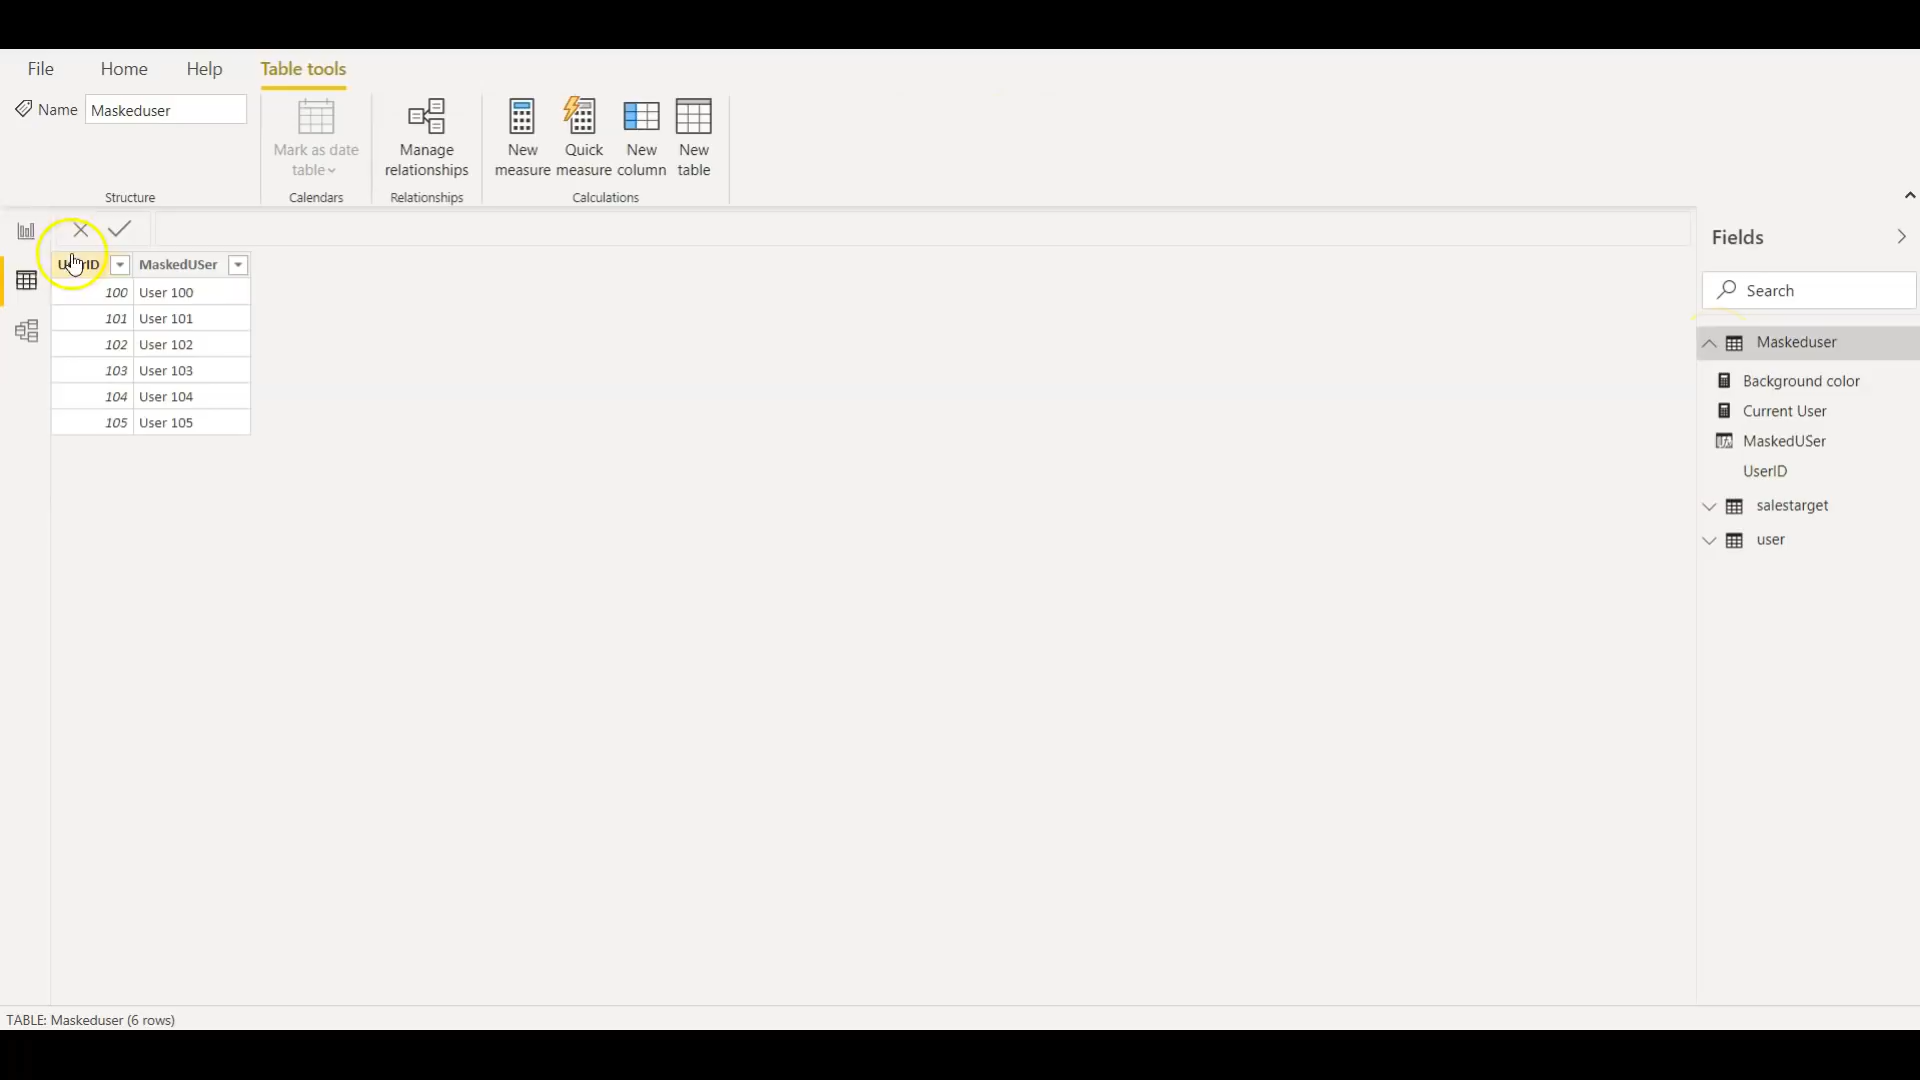 File Home Help Table tools
Name Maskeduser
Mark as date table
Manage relationships
New measure
Quick measure
New column
New table
Structure Calendars Relationships Calculations
UserID MaskedUSer
100 User 100
101 User 101
102 User 102
103 User 103
104 User 104
105 User 105
Fields
Search
Maskeduser
Background color
Current User
MaskedUSer
UserID
salestarget
user
TABLE: Maskeduser (6 rows)